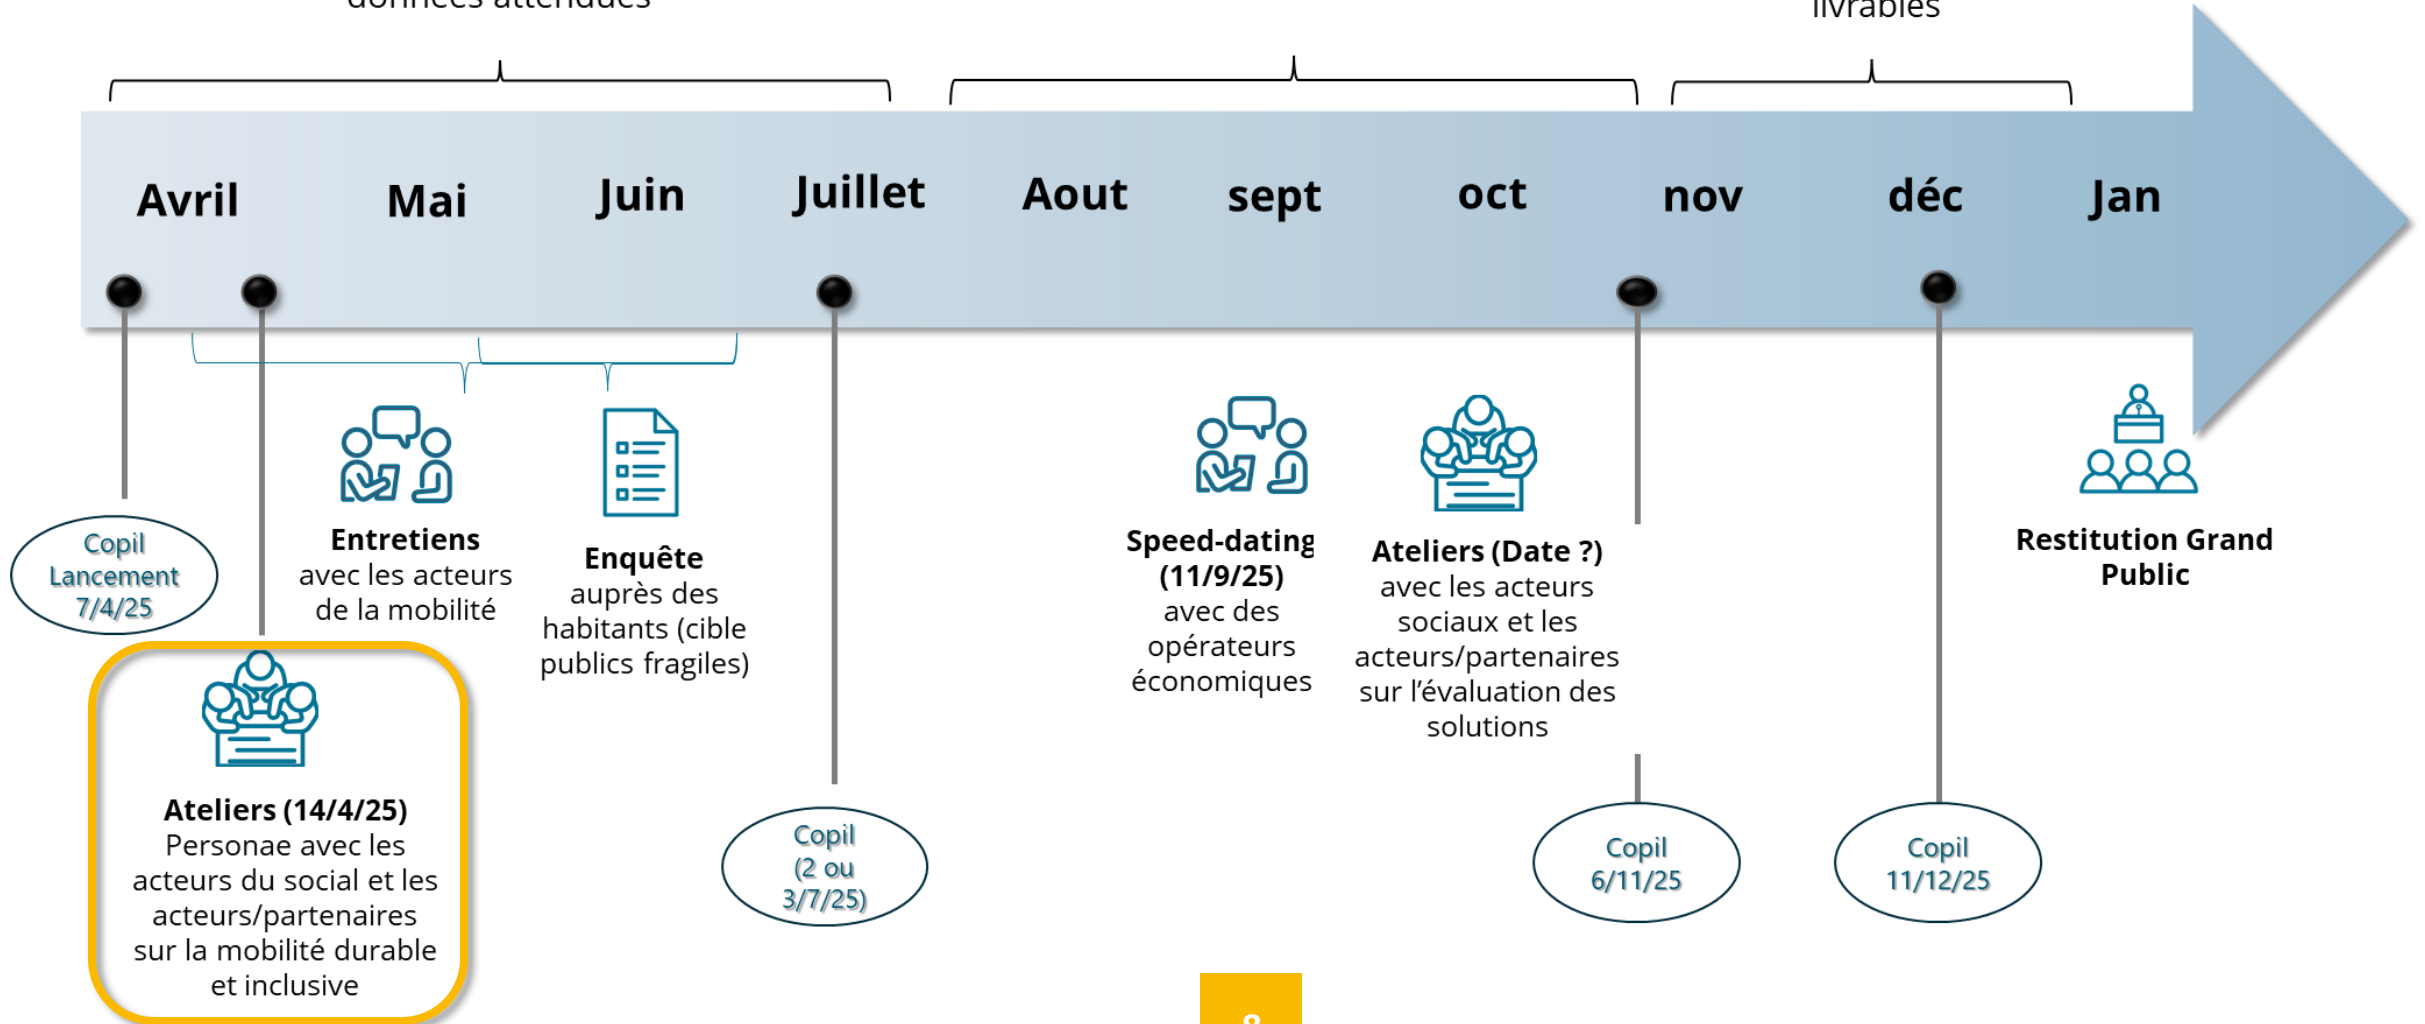 données attendues
livrables
Avril
Mai
Juin
Juillet
Aout
sept
oct
nov
déc
Jan
Copil
Lancement
7/4/25
Entretiens
avec les acteurs
de la mobilité
Enquête
auprès des
habitants (cible
publics fragiles)
Speed-dating
(11/9/25)
avec des
opérateurs
économiques
Ateliers (Date ?)
avec les acteurs
sociaux et les
acteurs/partenaires
sur l’évaluation des
solutions
Restitution Grand
Public
Ateliers (14/4/25)
Personae avec les
acteurs du social et les
acteurs/partenaires
sur la mobilité durable
et inclusive
Copil
(2 ou
3/7/25)
Copil
6/11/25
Copil
11/12/25
8